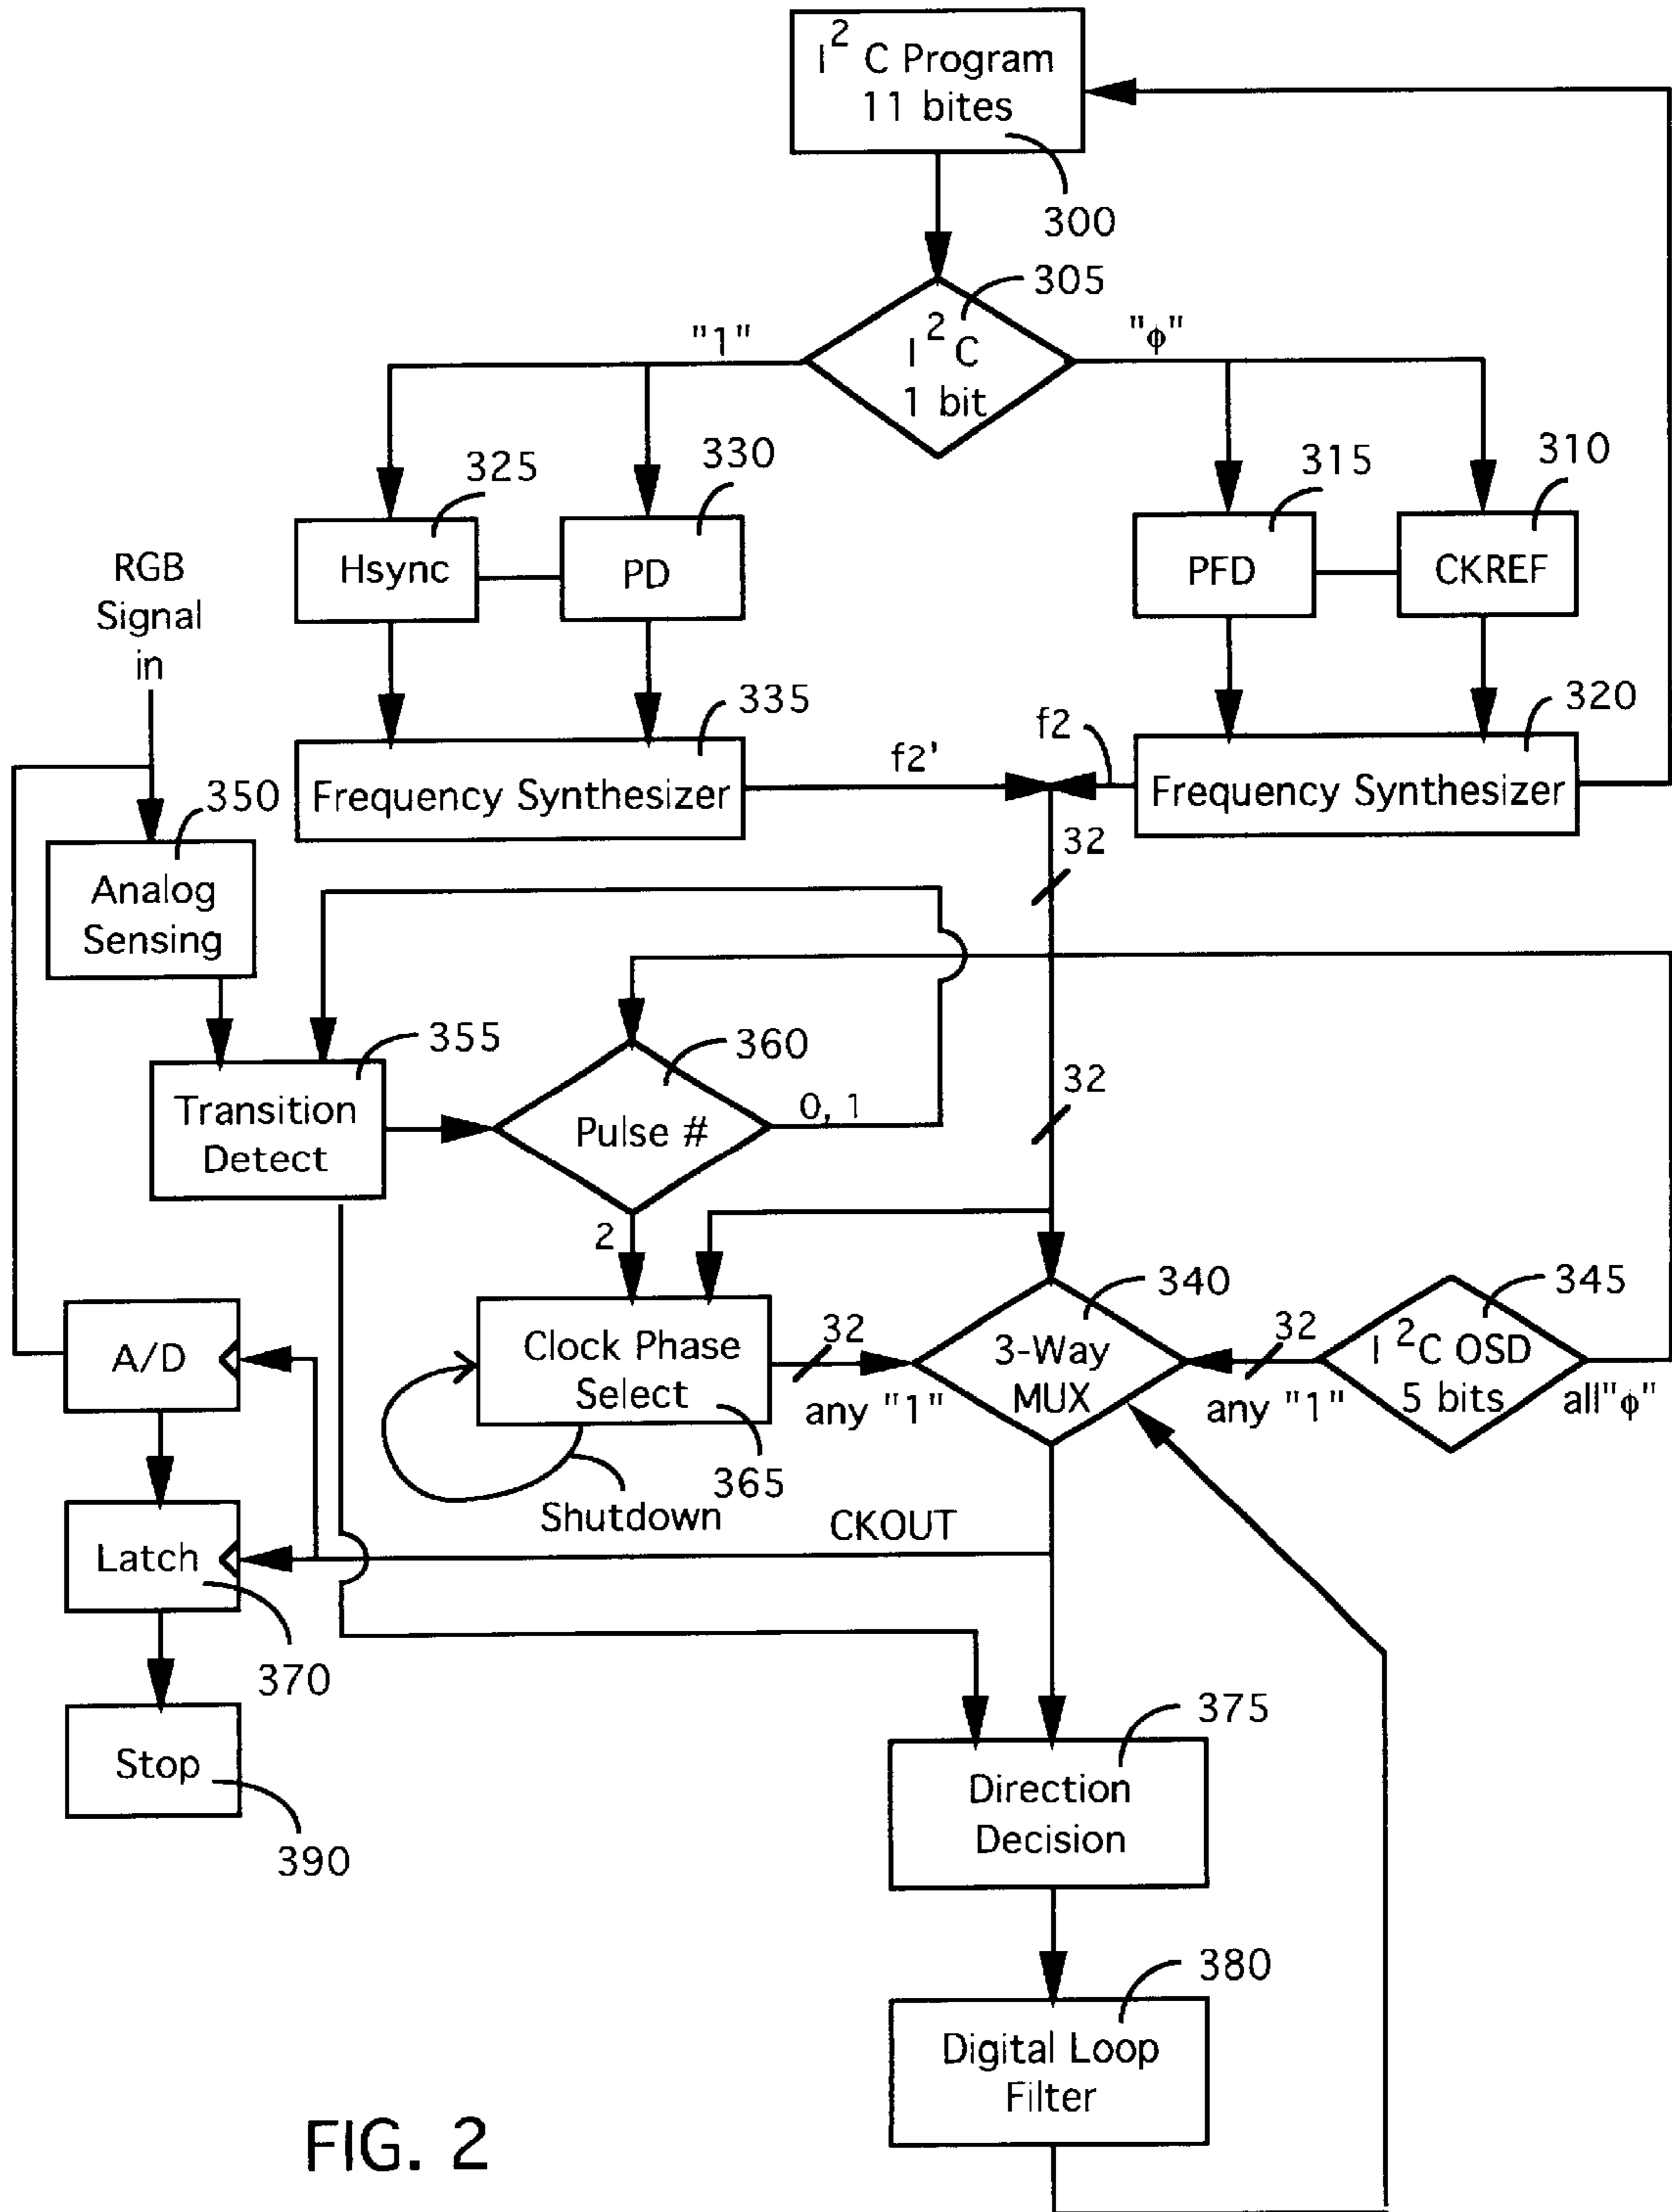 I² C Program
11 bites
300
305
I² C
1 bit
"1"
"ϕ"
325
330
315
310
Hsync
PD
PFD
CKREF
RGB
Signal
in
335
320
f2'
f2
Frequency Synthesizer
Frequency Synthesizer
350
Analog
Sensing
32
355
360
Transition
Detect
Pulse #
0, 1
32
2
340
345
A/D
Clock Phase
Select
32
any "1"
3-Way
MUX
32
any "1"
I ²C OSD
5 bits
all"ϕ"
365
Shutdown
CKOUT
Latch
370
Stop
390
375
Direction
Decision
380
Digital Loop
Filter
FIG. 2